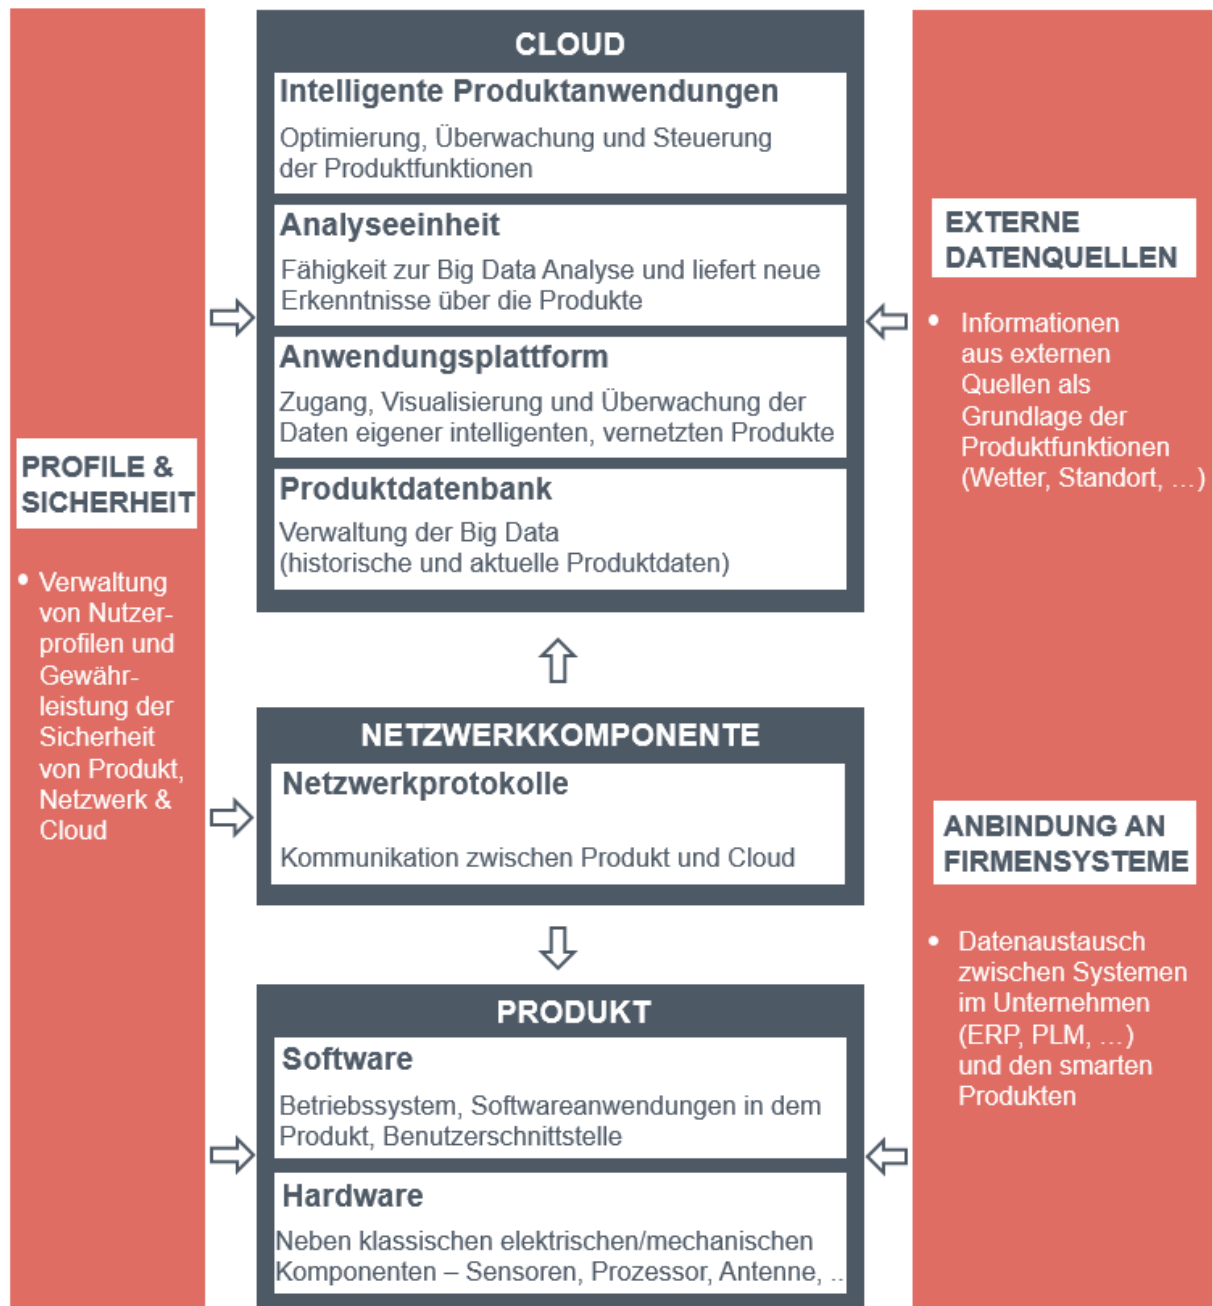 CLOUD
Intelligente Produktanwendungen
Optimierung, Überwachung und Steuerung
der Produktfunktionen
Analyseeinheit
Fähigkeit zur Big Data Analyse und liefert neue
Erkenntnisse über die Produkte
Anwendungsplattform
Zugang, Visualisierung und Überwachung der
Daten eigener intelligenten, vernetzten Produkte
Produktdatenbank
Verwaltung der Big Data
(historische und aktuelle Produktdaten)
NETZWERKKOMPONENTE
Netzwerkprotokolle
Kommunikation zwischen Produkt und Cloud
PRODUKT
Software
Betriebssystem, Softwareanwendungen in dem
Produkt, Benutzerschnittstelle
Hardware
Neben klassischen elektrischen/mechanischen
Komponenten – Sensoren, Prozessor, Antenne, ..
PROFILE &
SICHERHEIT
• Verwaltung
von Nutzer-
profilen und
Gewähr-
leistung der
Sicherheit
von Produkt,
Netzwerk &
Cloud
EXTERNE
DATENQUELLEN
• Informationen
aus externen
Quellen als
Grundlage der
Produktfunktionen
(Wetter, Standort, …)
ANBINDUNG AN
FIRMENSYSTEME
• Datenaustausch
zwischen Systemen
im Unternehmen
(ERP, PLM, …)
und den smarten
Produkten